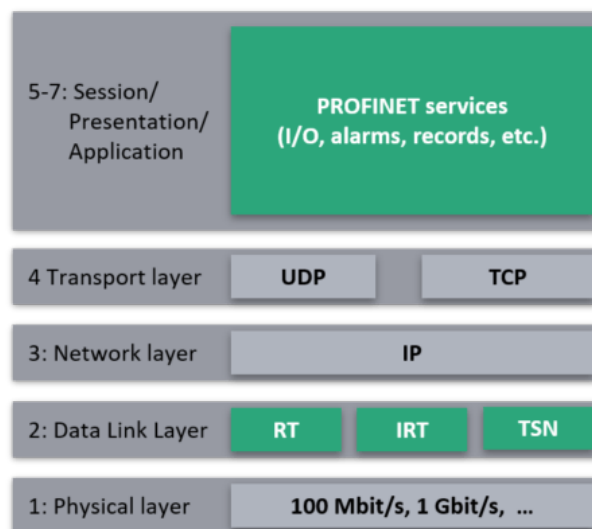 5-7: Session/
Presentation/
Application
PROFINET services
(I/O, alarms, records, etc.)
4 Transport layer
UDP
TCP
3: Network layer
IP
2: Data Link Layer
RT
IRT
TSN
1: Physical layer
100 Mbit/s, 1 Gbit/s, ...